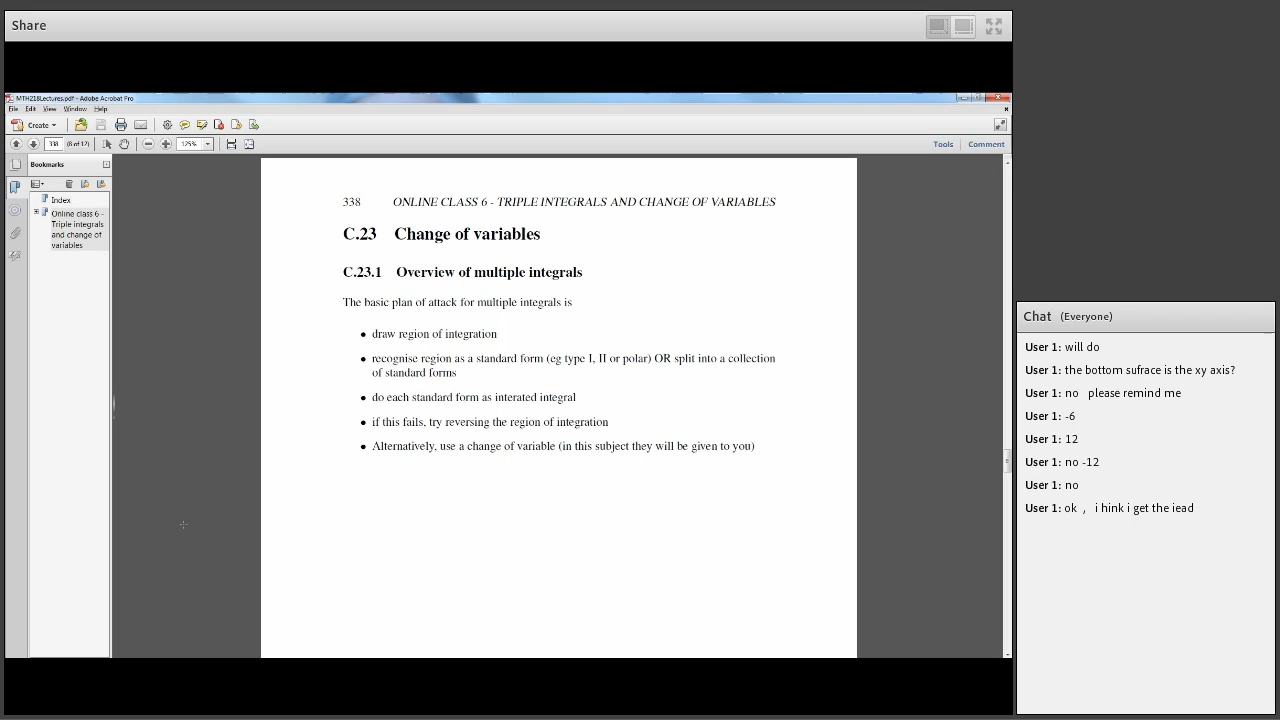 Share
MTH218Lectures.pdf - Adobe Acrobat Pro
File Edit View Window Help
Create
338 (8 of 12) 125% Tools Comment
Bookmarks
Index
Online class 6 -
Triple integrals
and change of
variables
338 ONLINE CLASS 6 - TRIPLE INTEGRALS AND CHANGE OF VARIABLES
C.23 Change of variables
C.23.1 Overview of multiple integrals
The basic plan of attack for multiple integrals is
• draw region of integration
• recognise region as a standard form (eg type I, II or polar) OR split into a collection
of standard forms
• do each standard form as interated integral
• if this fails, try reversing the region of integration
• Alternatively, use a change of variable (in this subject they will be given to you)
Chat (Everyone)
User 1: will do
User 1: the bottom sufrace is the xy axis?
User 1: no please remind me
User 1: -6
User 1: 12
User 1: no -12
User 1: no
User 1: ok , i hink i get the iead